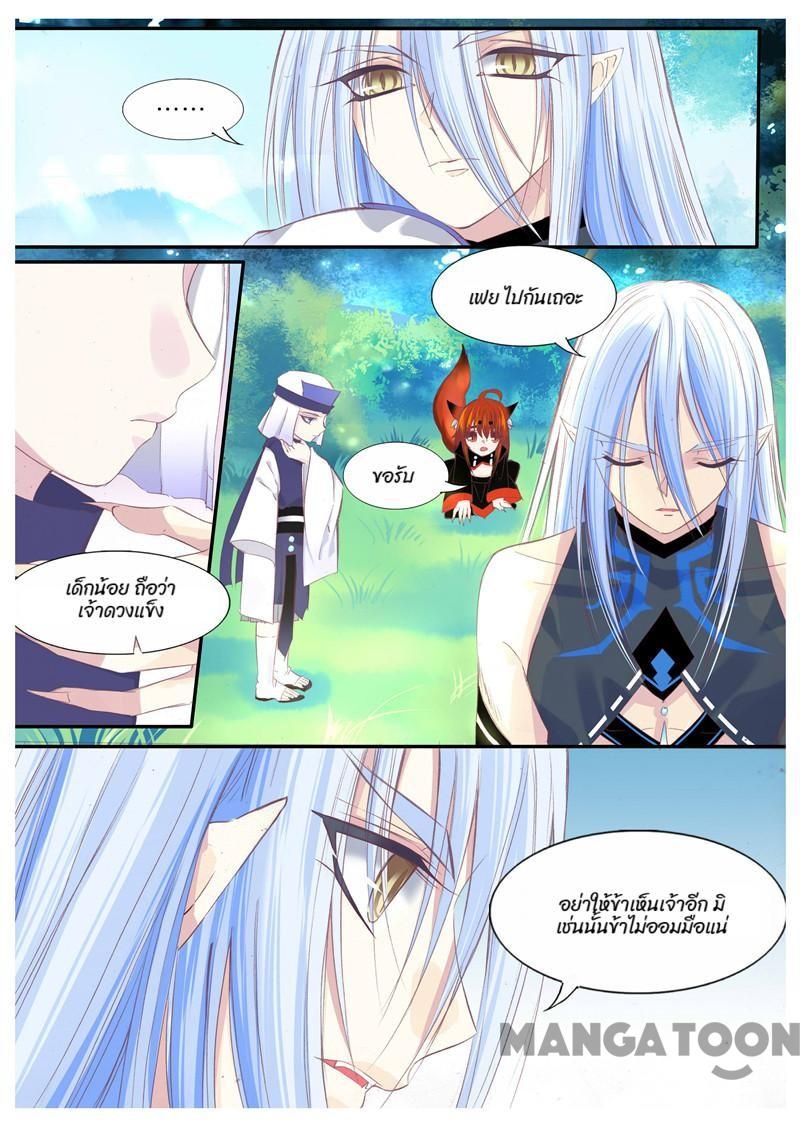 ......
เฟย ไปกันเถอะ
ขอรับ
เด็กน้อย ถือว่า
เจ้าดวงแข็ง
อย่าให้ข้าเห็นเจ้าอีก มิ
เช่นนั้นข้าไม่ออมมือแน่
MANGATOON